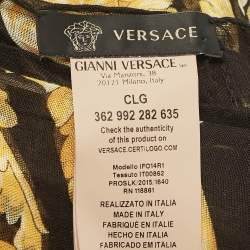 VERSACE
GIANNI VERSACE
Via Manzoni, 38
20121 Milano, Italy
CLG
362 992 282 635
Check the authenticity
of this product on
VERSACE.CERTILOGO.COM
Modello IFO14R1
Tessuto IT00862
PROSLK/2015/1640
RN 118861
REALIZZATO IN ITALIA
MADE IN ITALY
FABRIQUÉ EN ITALIE
HECHO EN ITALIA
FABRICADO EM ITALIA